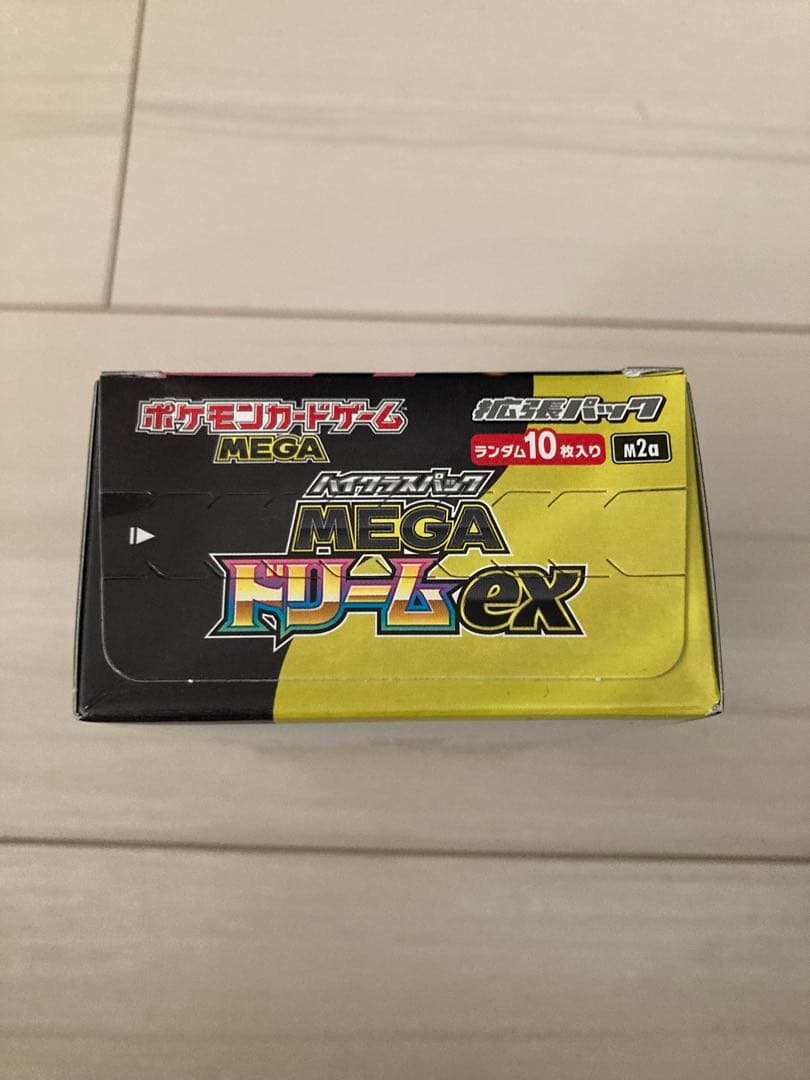 ポケモンカードゲーム
MEGA
拡張パック
ランダム10枚入り
M2a
ハイクラスパック
MEGA
ドリームex